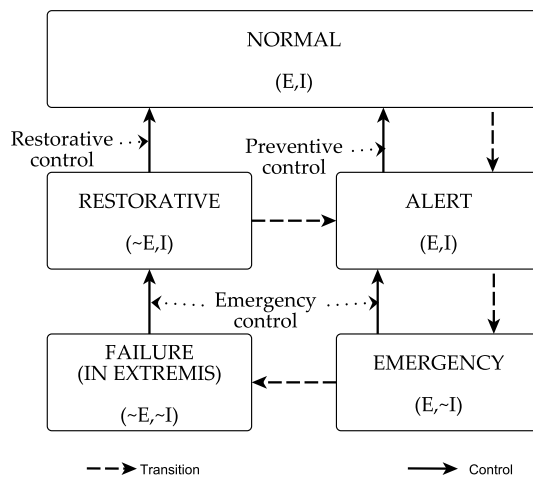 NORMAL
(E,I)
Restorative
control
Preventive
control
RESTORATIVE
(~E,I)
ALERT
(E,I)
Emergency
control
FAILURE
(IN EXTREMIS)
(~E,~I)
EMERGENCY
(E,~I)
Transition
Control